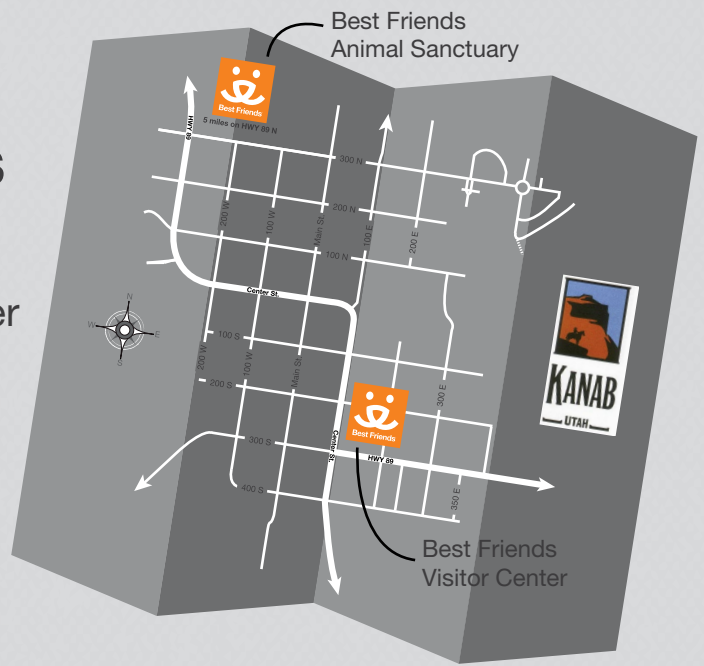 Best Friends
Animal Sanctuary
s
er
Best Friends
5 miles on HWY 89 N
HWY 89
300 N
200 N
100 N
200 W
100 W
Main St.
100 E
200 E
Center St.
N
W
E
S
100 S
200 S
300 S
400 S
200 W
100 W
Main St.
300 E
350 E
Center St.
HWY 89
Best Friends
KANAB
UTAH
Best Friends
Visitor Center